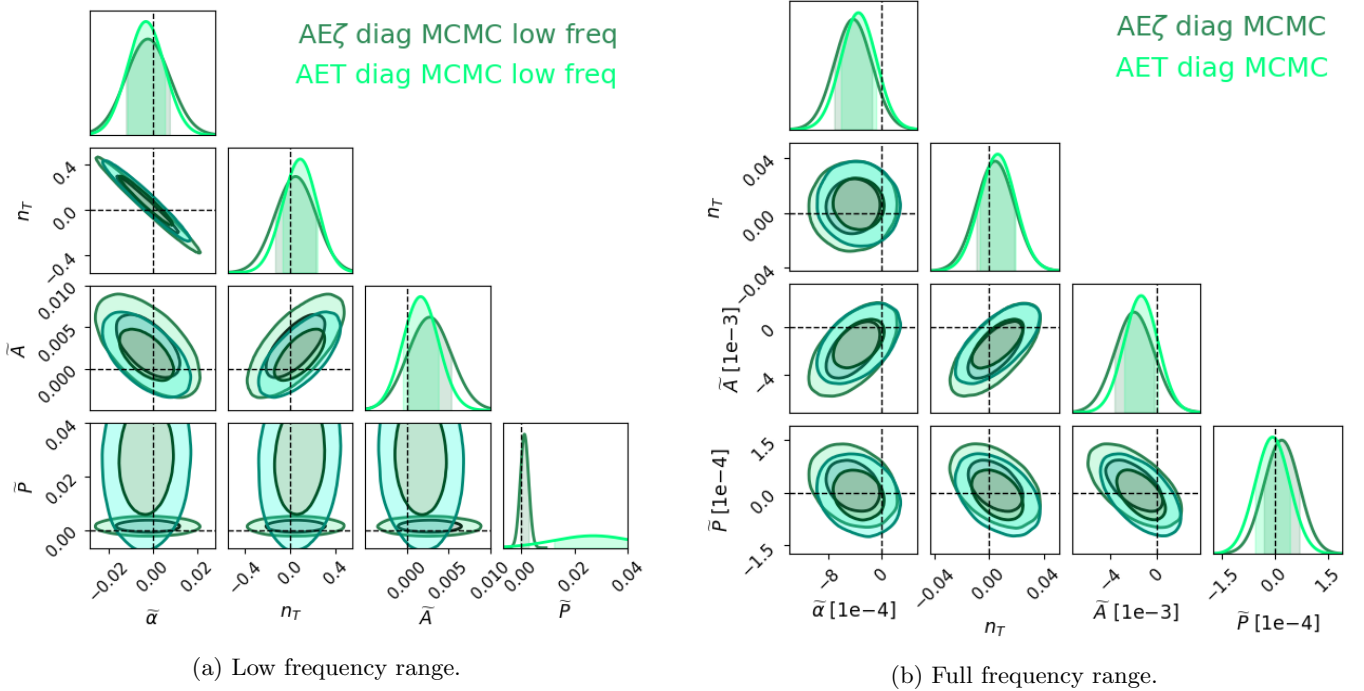 AEζ diag MCMC low freq
AET diag MCMC low freq
n_T
0.4
0.0
−0.4
Ã
0.010
0.005
0.000
P̃
0.04
0.02
0.00
−0.02
0.00
0.02
α̃
−0.4
0.0
0.4
n_T
0.000
0.005
0.010
Ã
0.00
0.02
0.04
P̃
(a) Low frequency range.
AEζ diag MCMC
AET diag MCMC
n_T
0.04
0.00
−0.04
Ã [1e−3]
0
−4
P̃ [1e−4]
1.5
0.0
−1.5
−8
0
α̃ [1e−4]
0.00
0.04
n_T
−4
0
Ã [1e−3]
−1.5
0.0
1.5
P̃ [1e−4]
(b) Full frequency range.